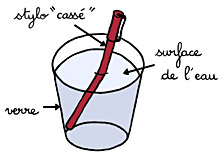 stylo "cassé"
surface
de l'eau
verre